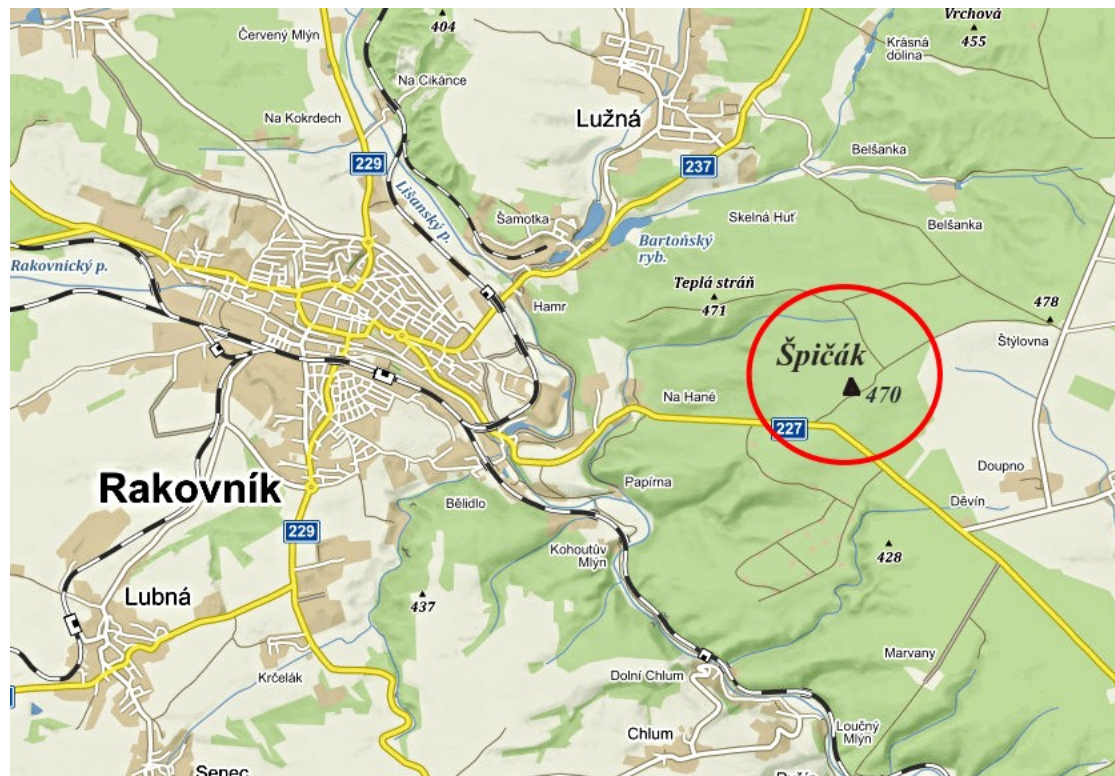 404
Vrchová
455
Červený Mlýn
Krásná
dolina
Na Cikánce
Na Kokrdech
Lužná
229
237
Belšanka
Lišanský p.
Šamotka
Skelná Huť
Belšanka
Bartoňský
ryb.
Rakovnický p.
Teplá stráň
471
478
Hamr
Štýlovna
Špičák
470
Na Hané
227
Doupno
Rakovník
Papírna
Bělidlo
Děvín
229
Kohoutův
Mlýn
428
Lubná
437
Marvany
Krčelák
Dolní Chlum
Chlum
Loučný
Mlýn
Senec